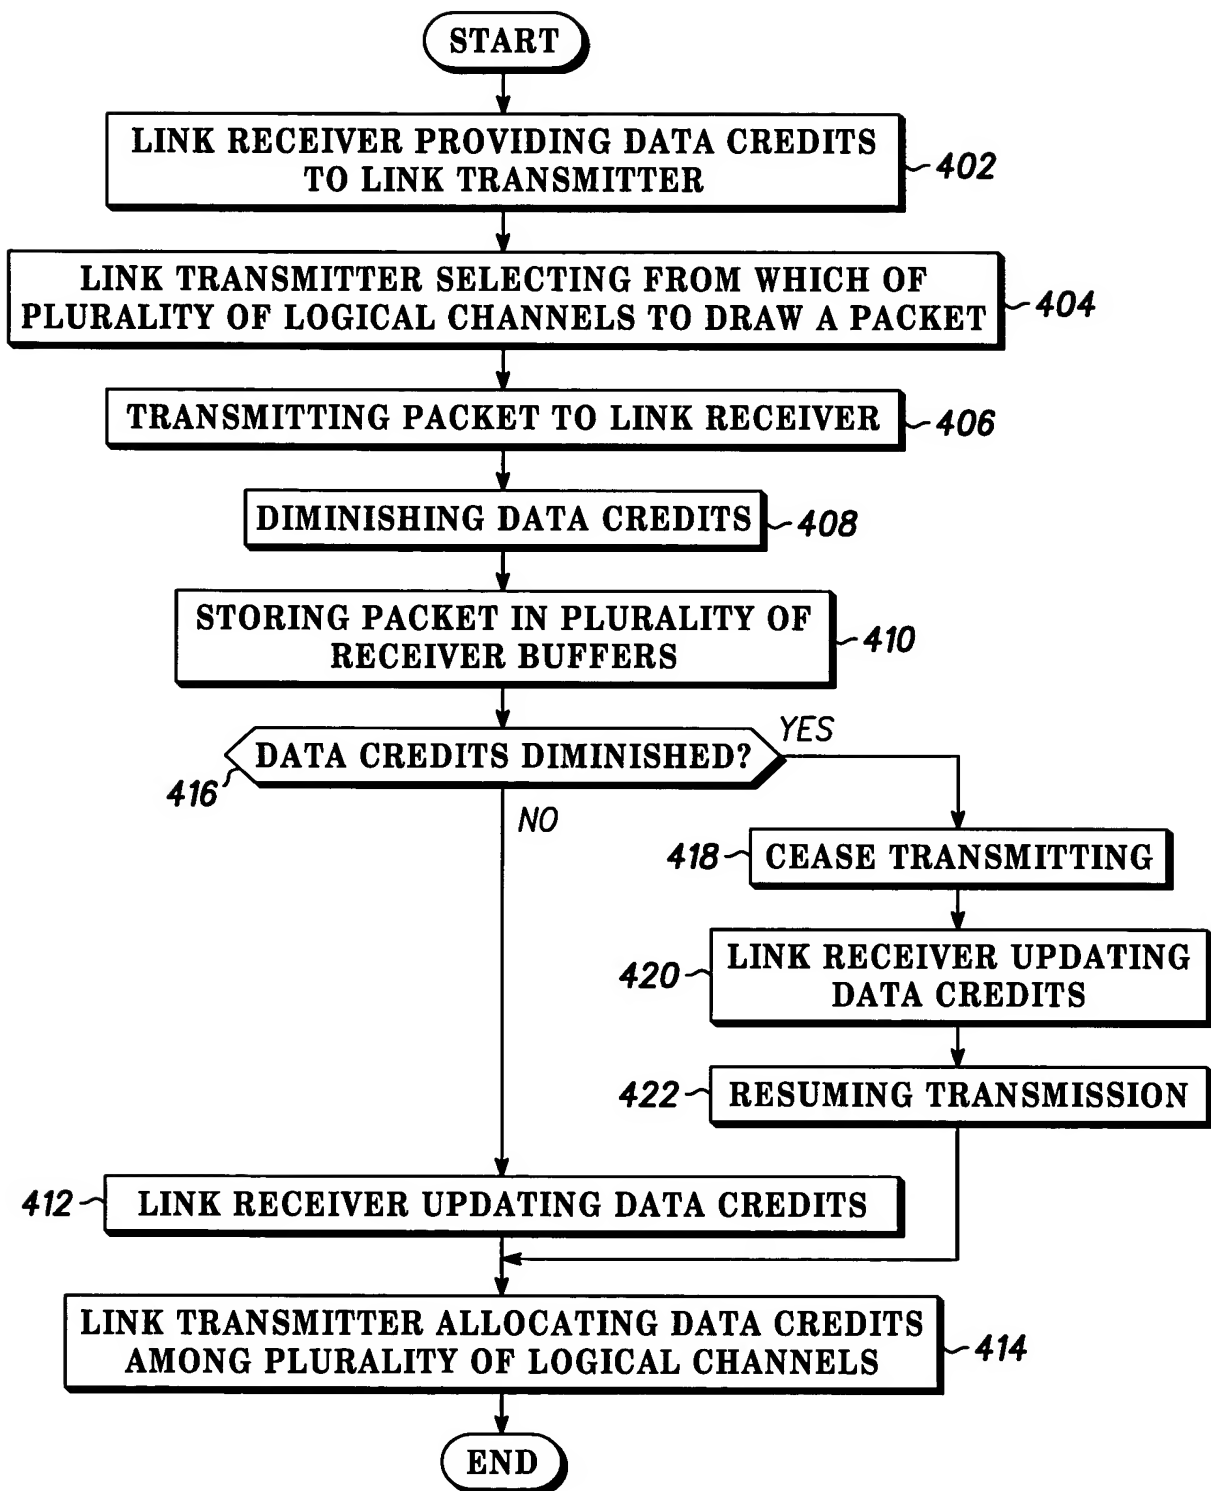 START
LINK RECEIVER PROVIDING DATA CREDITS
TO LINK TRANSMITTER
402
LINK TRANSMITTER SELECTING FROM WHICH OF
PLURALITY OF LOGICAL CHANNELS TO DRAW A PACKET
404
TRANSMITTING PACKET TO LINK RECEIVER
406
DIMINISHING DATA CREDITS
408
STORING PACKET IN PLURALITY OF
RECEIVER BUFFERS
410
DATA CREDITS DIMINISHED?
416
YES
NO
418
CEASE TRANSMITTING
420
LINK RECEIVER UPDATING
DATA CREDITS
422
RESUMING TRANSMISSION
412
LINK RECEIVER UPDATING DATA CREDITS
LINK TRANSMITTER ALLOCATING DATA CREDITS
AMONG PLURALITY OF LOGICAL CHANNELS
414
END